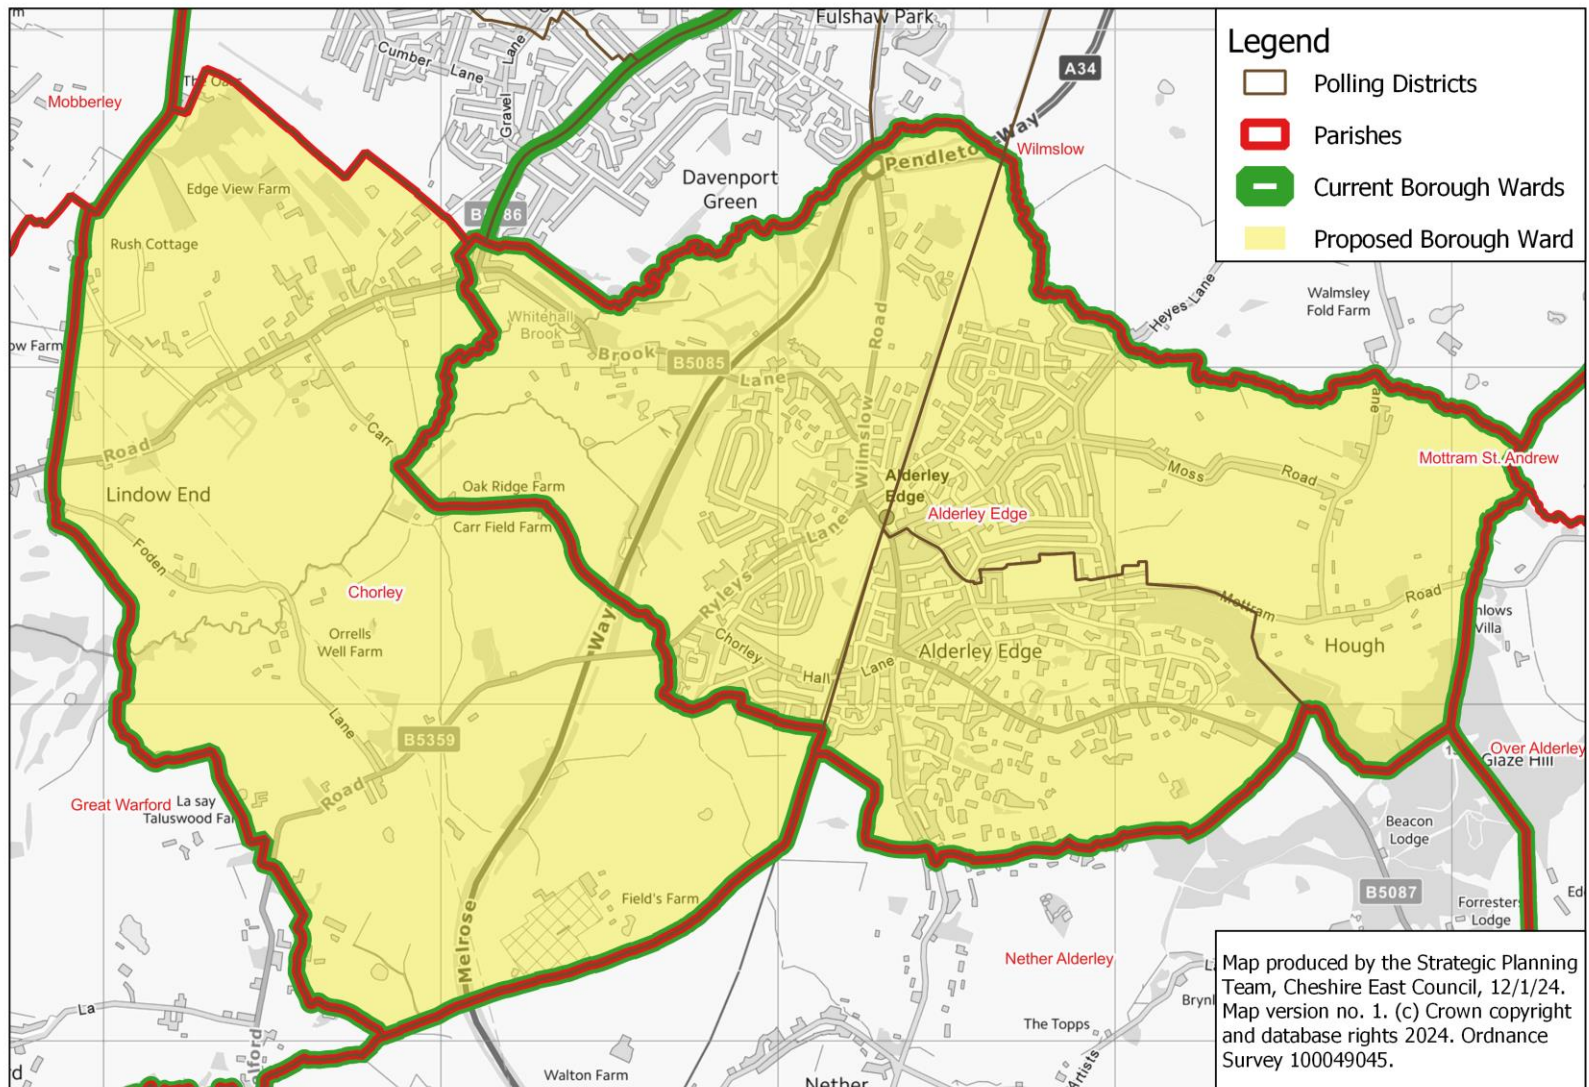 Fulshaw Park
Legend
Polling Districts
Parishes
Current Borough Wards
Proposed Borough Ward
Cumber Lane
Gravel Lane
A34
Mobberley
Pendleton Way
Wilmslow
Davenport
Green
Edge View Farm
Rush Cottage
Walmsley
Fold Farm
Heyes Lane
Whitehall
Brook
Brook
Lane
B5085
Wilmslow Road
Road
Carr
Lindow End
Oak Ridge Farm
Carr Field Farm
Alderley
Edge
Alderley Edge
Moss Road
Mottram St. Andrew
Ryleys Lane
Foden
Lane
Chorley
Orrells
Well Farm
Way
Mottram Road
Villa
Hough
Chorley
Hall Lane
Alderley Edge
B5359
Road
Over Alderley
Glaze Hill
Great Warford
La say
Beacon
Lodge
B5087
Forresters
Lodge
Field's Farm
Melrose
Nether Alderley
The Topps
Artists
Walton Farm
Nether
La
Map produced by the Strategic Planning
Team, Cheshire East Council, 12/1/24.
Map version no. 1. (c) Crown copyright
and database rights 2024. Ordnance
Survey 100049045.